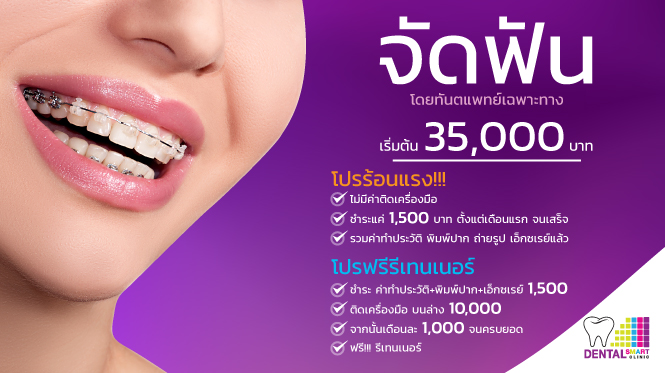 จัดฟัน
โดยทันตแพทย์เฉพาะทาง
เริ่มต้น 35,000 บาท
โปรร้อนแรง!!!
ไม่มีค่าติดเครื่องมือ
ชำระแค่ 1,500 บาท ตั้งแต่เดือนแรก จนเสร็จ
รวมค่าทำประวัติ พิมพ์ปาก ถ่ายรูป เอ็กซเรย์แล้ว
โปรฟรีรีเทนเนอร์
ชำระ ค่าทำประวัติ+พิมพ์ปาก+เอ็กซเรย์ 1,500
ติดเครื่องมือ บนล่าง 10,000
จากนั้นเดือนละ 1,000 จนครบยอด
ฟรี!!! รีเทนเนอร์
DENTAL SMART CLINIC